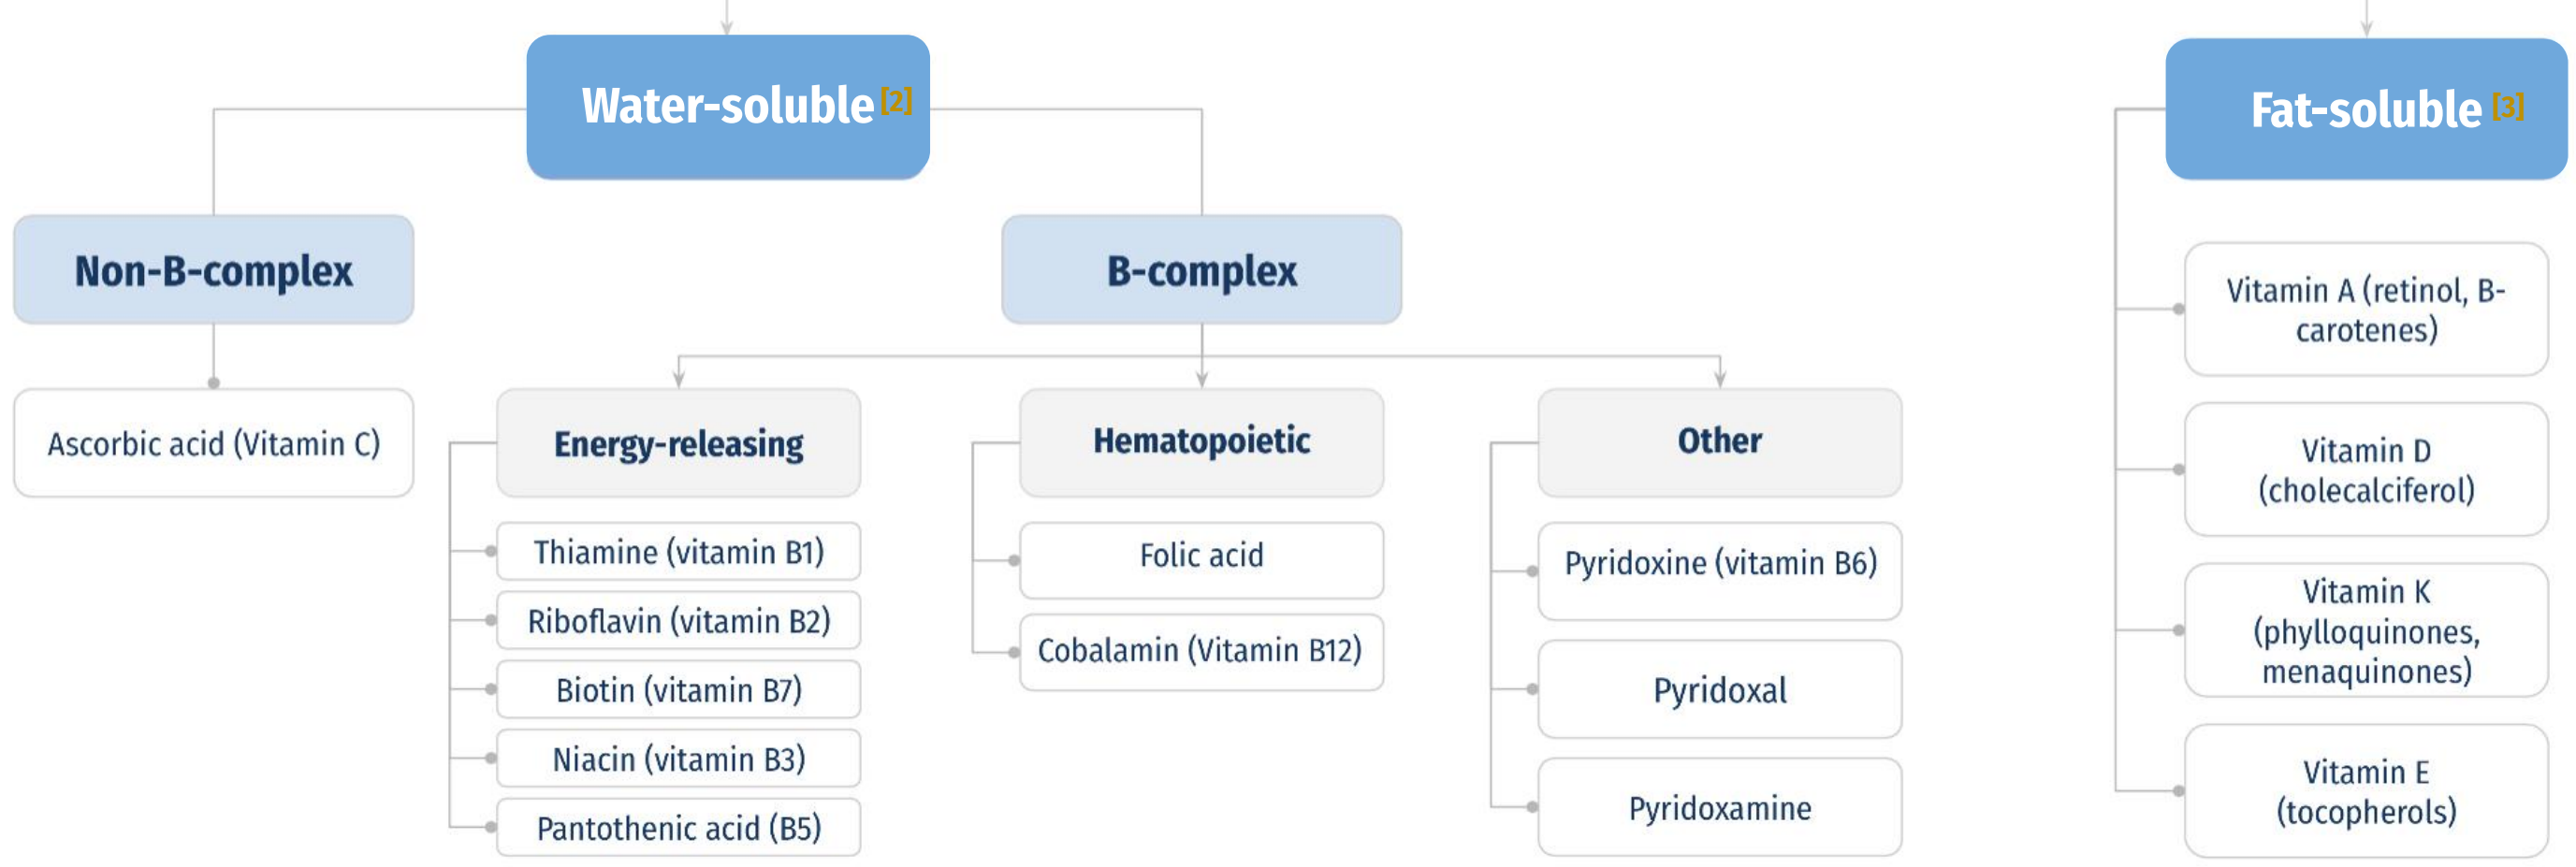 Water-soluble [2]
Fat-soluble [3]
Non-B-complex
B-complex
Ascorbic acid (Vitamin C)
Energy-releasing
Thiamine (vitamin B1)
Riboflavin (vitamin B2)
Biotin (vitamin B7)
Niacin (vitamin B3)
Pantothenic acid (B5)
Hematopoietic
Folic acid
Cobalamin (Vitamin B12)
Other
Pyridoxine (vitamin B6)
Pyridoxal
Pyridoxamine
Vitamin A (retinol, B-
carotenes)
Vitamin D
(cholecalciferol)
Vitamin K
(phylloquinones,
menaquinones)
Vitamin E
(tocopherols)